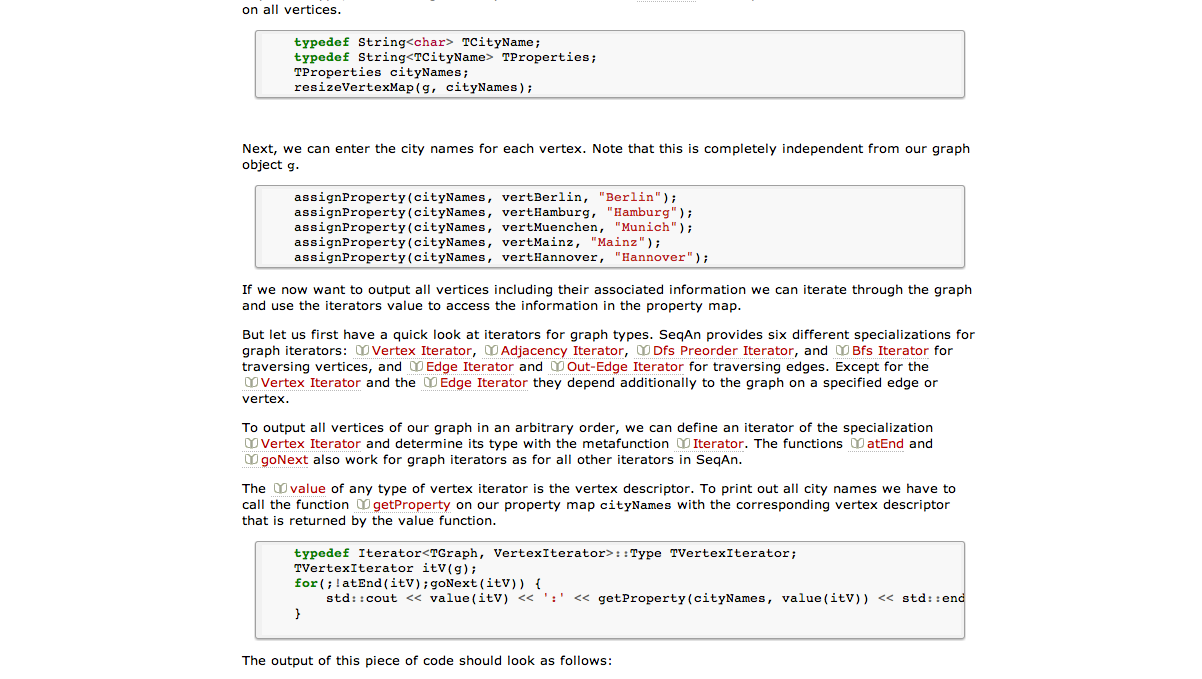 on all vertices.
typedef String<char> TCityName;
typedef String<TCityName> TProperties;
TProperties cityNames;
resizeVertexMap(g, cityNames);
Next, we can enter the city names for each vertex. Note that this is completely independent from our graph
object g.
assignProperty(cityNames, vertBerlin, "Berlin");
assignProperty(cityNames, vertHamburg, "Hamburg");
assignProperty(cityNames, vertMuenchen, "Munich");
assignProperty(cityNames, vertMainz, "Mainz");
assignProperty(cityNames, vertHannover, "Hannover");
If we now want to output all vertices including their associated information we can iterate through the graph
and use the iterators value to access the information in the property map.
But let us first have a quick look at iterators for graph types. SeqAn provides six different specializations for
graph iterators: Vertex Iterator, Adjacency Iterator, Dfs Preorder Iterator, and Bfs Iterator for
traversing vertices, and Edge Iterator and Out-Edge Iterator for traversing edges. Except for the
Vertex Iterator and the Edge Iterator they depend additionally to the graph on a specified edge or
vertex.
To output all vertices of our graph in an arbitrary order, we can define an iterator of the specialization
Vertex Iterator and determine its type with the metafunction Iterator. The functions atEnd and
goNext also work for graph iterators as for all other iterators in SeqAn.
The value of any type of vertex iterator is the vertex descriptor. To print out all city names we have to
call the function getProperty on our property map cityNames with the corresponding vertex descriptor
that is returned by the value function.
typedef Iterator<TGraph, VertexIterator>::Type TVertexIterator;
TVertexIterator itV(g);
for(;!atEnd(itV);goNext(itV)) {
std::cout << value(itV) << ':' << getProperty(cityNames, value(itV)) << std::end
}
The output of this piece of code should look as follows: